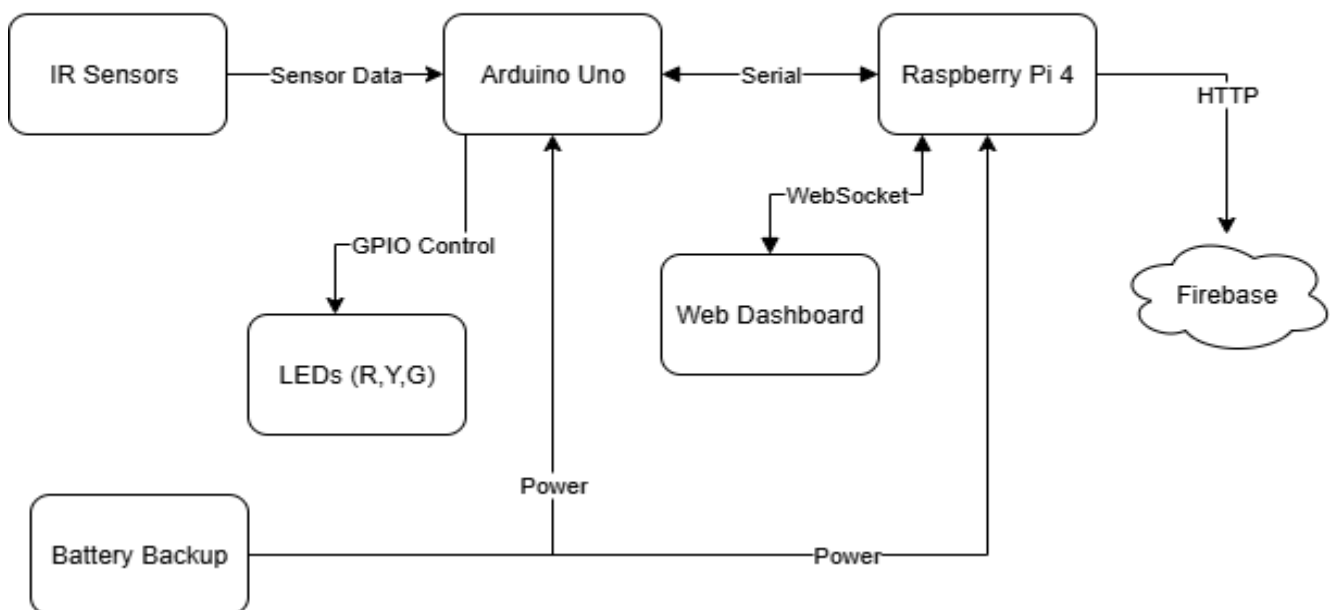 IR Sensors
Sensor Data
Arduino Uno
Serial
Raspberry Pi 4
HTTP
WebSocket
GPIO Control
Firebase
Web Dashboard
LEDs (R,Y,G)
Power
Battery Backup
Power